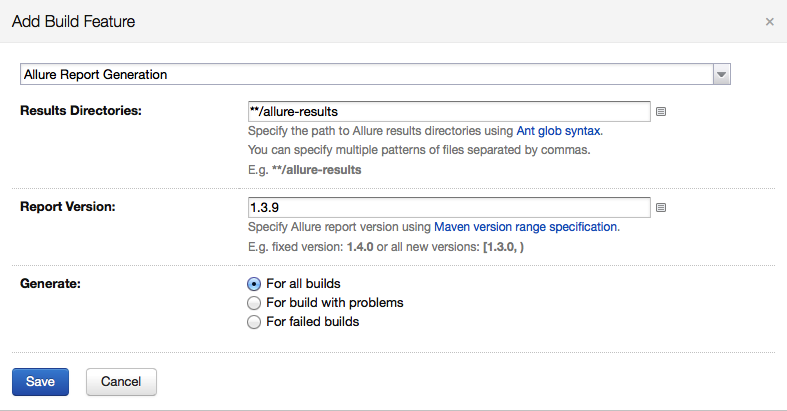 Add Build Feature
×
Allure Report Generation
Results Directories:
**/allure-results
Specify the path to Allure results directories using Ant glob syntax.
You can specify multiple patterns of files separated by commas.
E.g. **/allure-results
Report Version:
1.3.9
Specify Allure report version using Maven version range specification.
E.g. fixed version: 1.4.0 or all new versions: [1.3.0, )
Generate:
For all builds
For build with problems
For failed builds
Save
Cancel